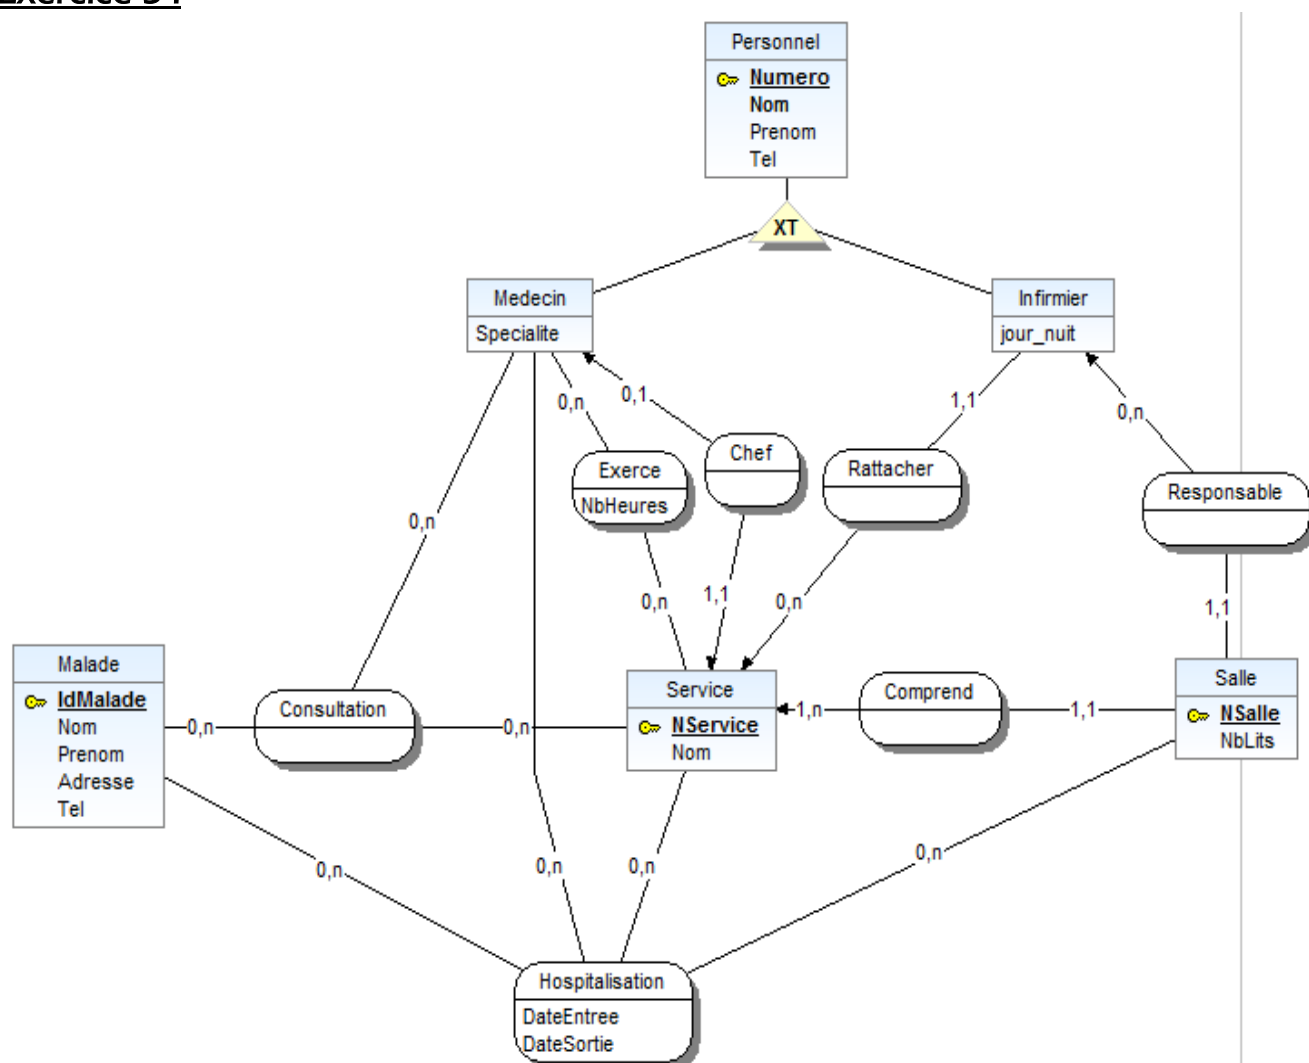 Exercice 34
Personnel
Numero
Nom
Prenom
Tel
XT
Medecin
Specialite
Infirmier
jour_nuit
0,n
0,1
1,1
0,n
Exerce
NbHeures
Chef
Rattacher
Responsable
0,n
0,n
1,1
0,n
1,1
Malade
IdMalade
Nom
Prenom
Adresse
Tel
0,n
Consultation
0,n
Service
NService
Nom
1,n
Comprend
1,1
Salle
NSalle
NbLits
0,n
0,n
0,n
0,n
Hospitalisation
DateEntree
DateSortie